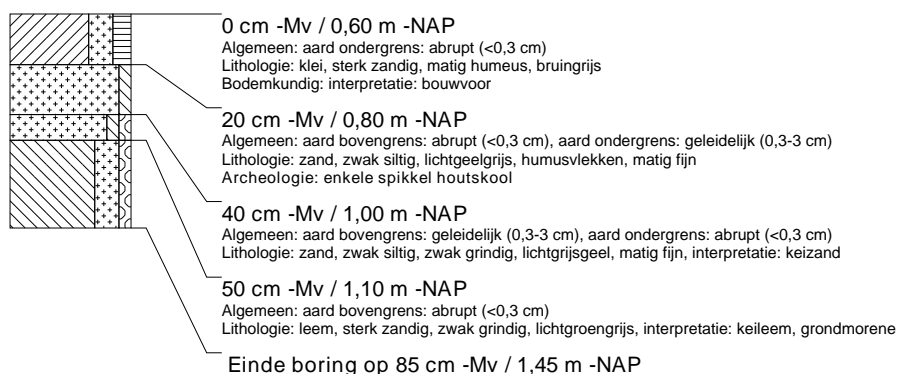 0 cm -Mv / 0,60 m -NAP
Algemeen: aard ondergrens: abrupt (<0,3 cm)
Lithologie: klei, sterk zandig, matig humeus, bruingrijs
Bodemkundig: interpretatie: bouwvoor
20 cm -Mv / 0,80 m -NAP
Algemeen: aard bovengrens: abrupt (<0,3 cm), aard ondergrens: geleidelijk (0,3-3 cm)
Lithologie: zand, zwak siltig, lichtgeelgrijs, humusvlekken, matig fijn
Archeologie: enkele spikkel houtskool
40 cm -Mv / 1,00 m -NAP
Algemeen: aard bovengrens: geleidelijk (0,3-3 cm), aard ondergrens: abrupt (<0,3 cm)
Lithologie: zand, zwak siltig, zwak grindig, lichtgrijsgeel, matig fijn, interpretatie: keizand
50 cm -Mv / 1,10 m -NAP
Algemeen: aard bovengrens: abrupt (<0,3 cm)
Lithologie: leem, sterk zandig, zwak grindig, lichtgroengrijs, interpretatie: keileem, grondmorene
Einde boring op 85 cm -Mv / 1,45 m -NAP